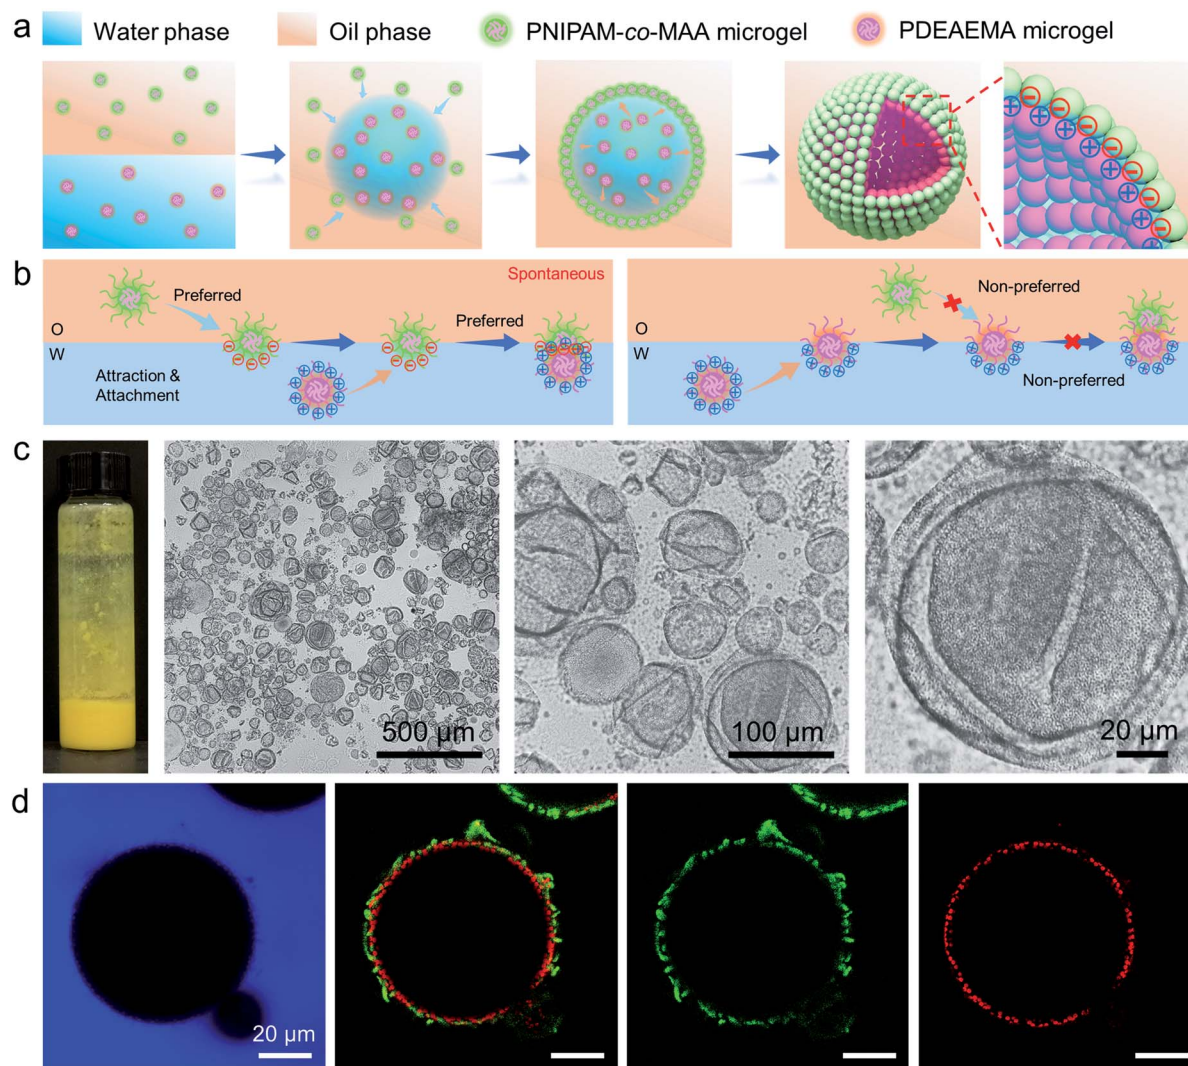 a
Water phase
Oil phase
PNIPAM-co-MAA microgel
PDEAEMA microgel
b
Spontaneous
Preferred
Preferred
O
W
Attraction &
Attachment
Non-preferred
O
W
Non-preferred
c
500 µm
100 µm
20 µm
d
20 µm